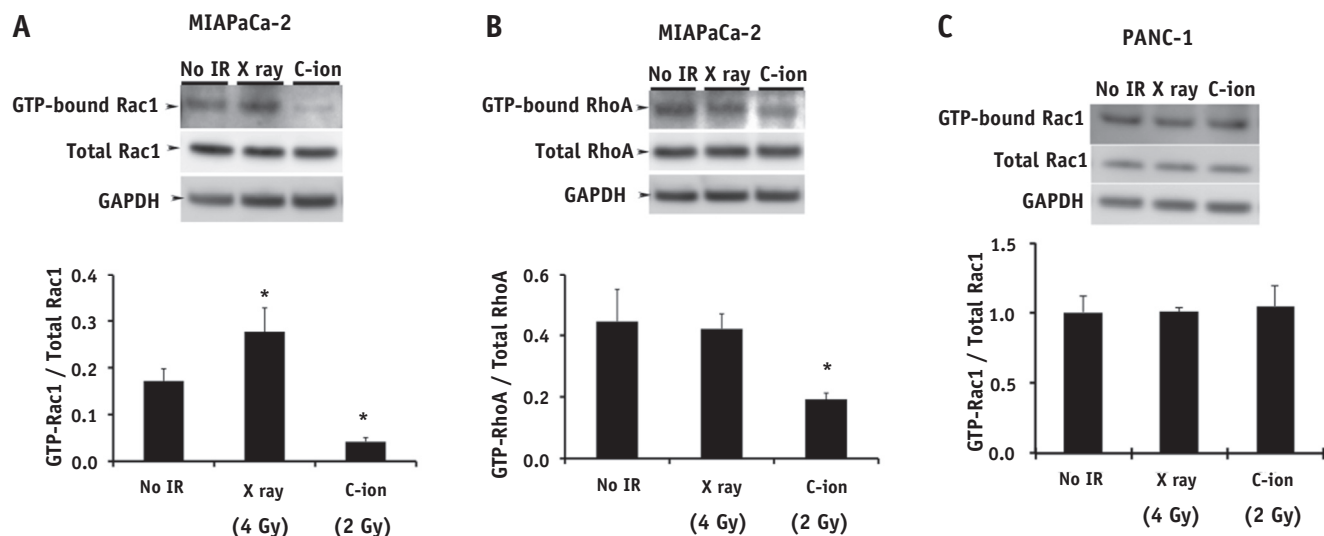 A
MIAPaCa-2
No IR X ray C-ion
GTP-bound Rac1
Total Rac1
GAPDH
GTP-Rac1 / Total Rac1
0.4
0.3
0.2
0.1
0.0
*
*
No IR X ray C-ion
(4 Gy) (2 Gy)
B
MIAPaCa-2
No IR X ray C-ion
GTP-bound RhoA
Total RhoA
GAPDH
GTP-RhoA / Total RhoA
0.6
0.4
0.2
0.0
*
No IR X ray C-ion
(4 Gy) (2 Gy)
C
PANC-1
No IR X ray C-ion
GTP-bound Rac1
Total Rac1
GAPDH
GTP-Rac1 / Total Rac1
1.5
1.0
0.5
0.0
No IR X ray C-ion
(4 Gy) (2 Gy)